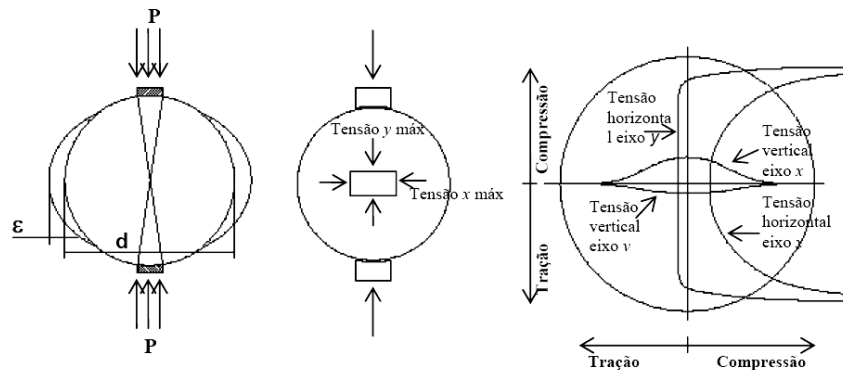 P
ε
d
P
Tensão y máx
Tensão x máx
Compressão
Tração
Tensão
horizonta
l eixo y
Tensão
vertical
eixo x
Tensão
vertical
eixo y
Tensão
horizontal
eixo x
Tração
Compressão